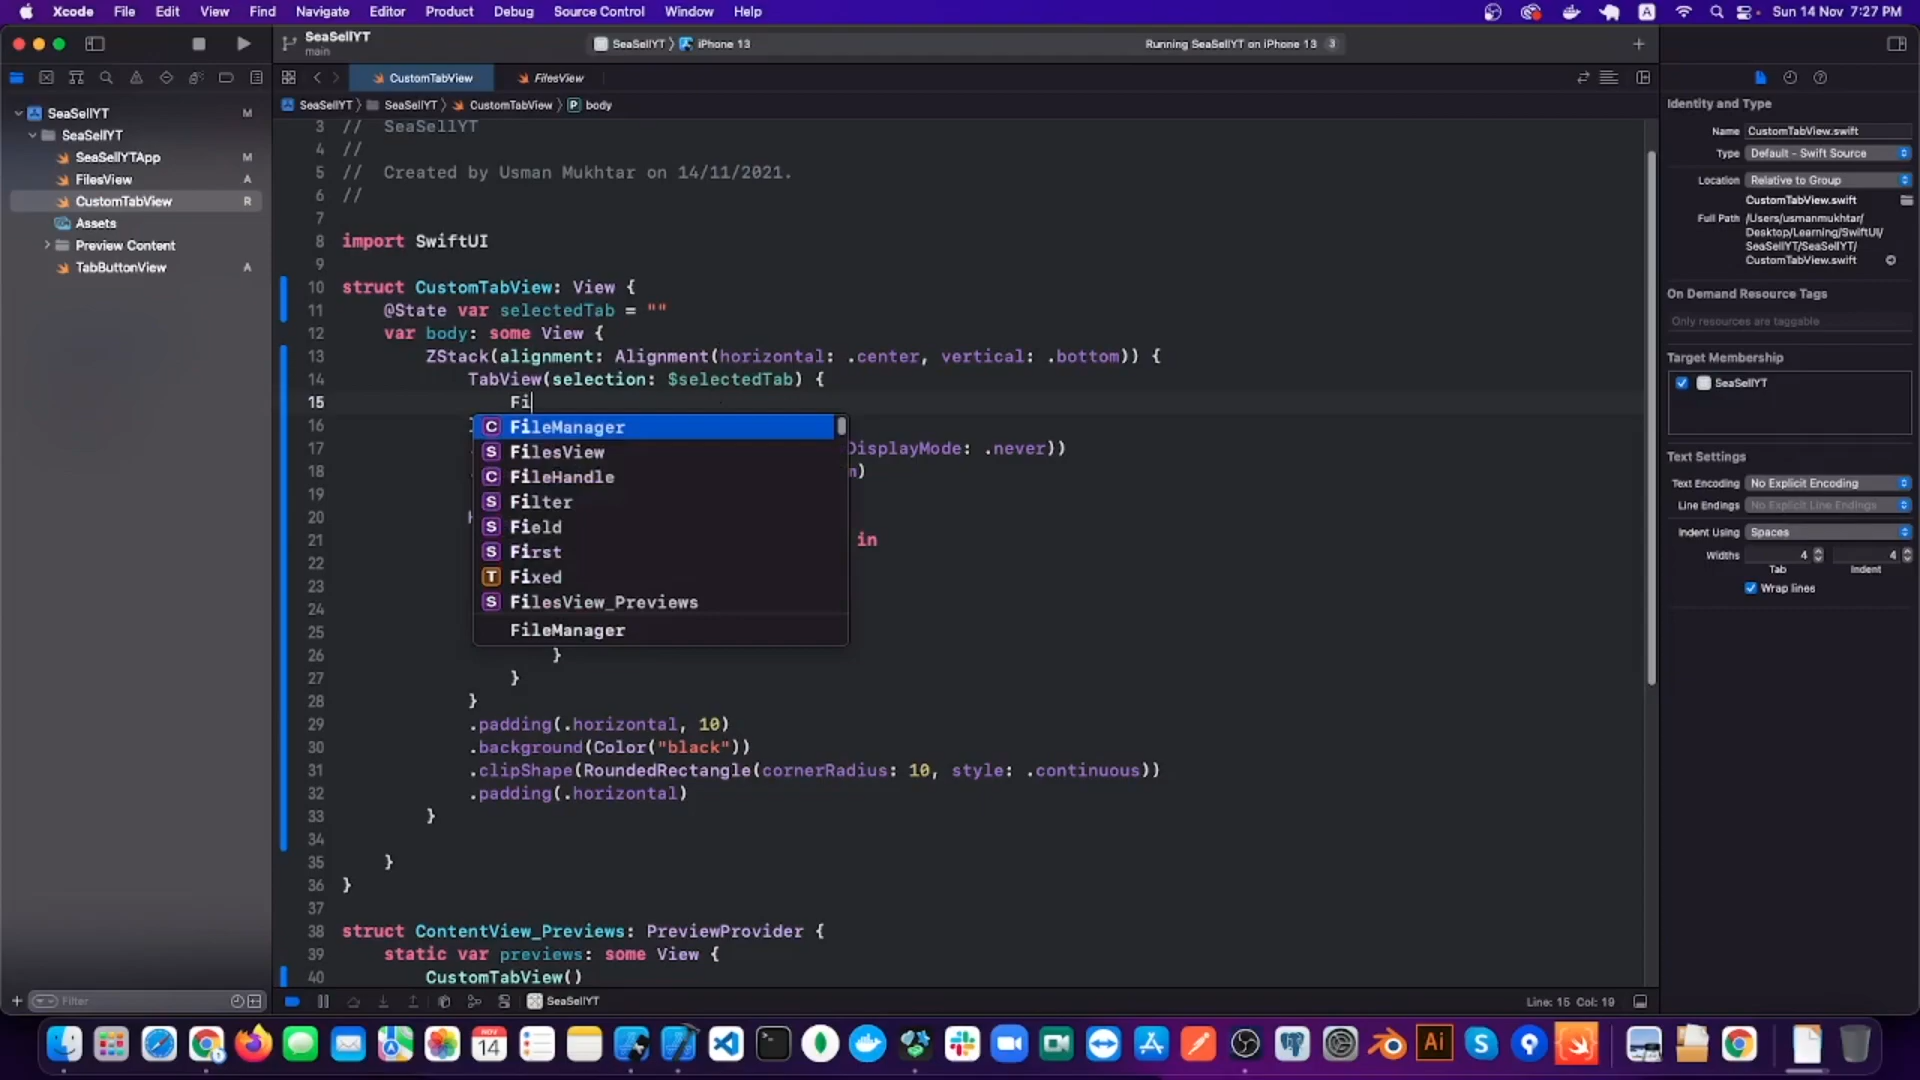 Xcode File Edit View Find Navigate Editor Product Debug Source Control Window Help
A Sun 14 Nov 7:27 PM
SeaSellYT
main
SeaSellYT 〉 iPhone 13
Running SeaSellYT on iPhone 13 3
CustomTabView
FilesView
SeaSellYT 〉 SeaSellYT 〉 CustomTabView 〉 P body
SeaSellYT M
SeaSellYT
SeaSellYTApp M
FilesView A
CustomTabView R
Assets
Preview Content
TabButtonView A
3 // SeaSellYT
4 //
5 // Created by Usman Mukhtar on 14/11/2021.
6 //
7
8 import SwiftUI
9
10 struct CustomTabView: View {
11 @State var selectedTab = ""
12 var body: some View {
13 ZStack(alignment: Alignment(horizontal: .center, vertical: .bottom)) {
14 TabView(selection: $selectedTab) {
15 Fi
16
17 DisplayMode: .never))
18 )
19
20
21 in
22
23
24
25
26 }
27 }
28 }
29 .padding(.horizontal, 10)
30 .background(Color("black"))
31 .clipShape(RoundedRectangle(cornerRadius: 10, style: .continuous))
32 .padding(.horizontal)
33 }
34
35 }
36 }
37
38 struct ContentView_Previews: PreviewProvider {
39 static var previews: some View {
40 CustomTabView()
C FileManager
S FilesView
C FileHandle
S Filter
S Field
S First
T Fixed
S FilesView_Previews
FileManager
Identity and Type
Name CustomTabView.swift
Type Default - Swift Source
Location Relative to Group
CustomTabView.swift
Full Path /Users/usmanmukhtar/
Desktop/Learning/SwiftUI/
SeaSellYT/SeaSellYT/
CustomTabView.swift
On Demand Resource Tags
Only resources are taggable
Target Membership
SeaSellYT
Text Settings
Text Encoding No Explicit Encoding
Line Endings No Explicit Line Endings
Indent Using Spaces
Widths 4 4
Tab Indent
Wrap lines
Filter
SeaSellYT
Line: 15 Col: 19
NOV
14
Ai
S